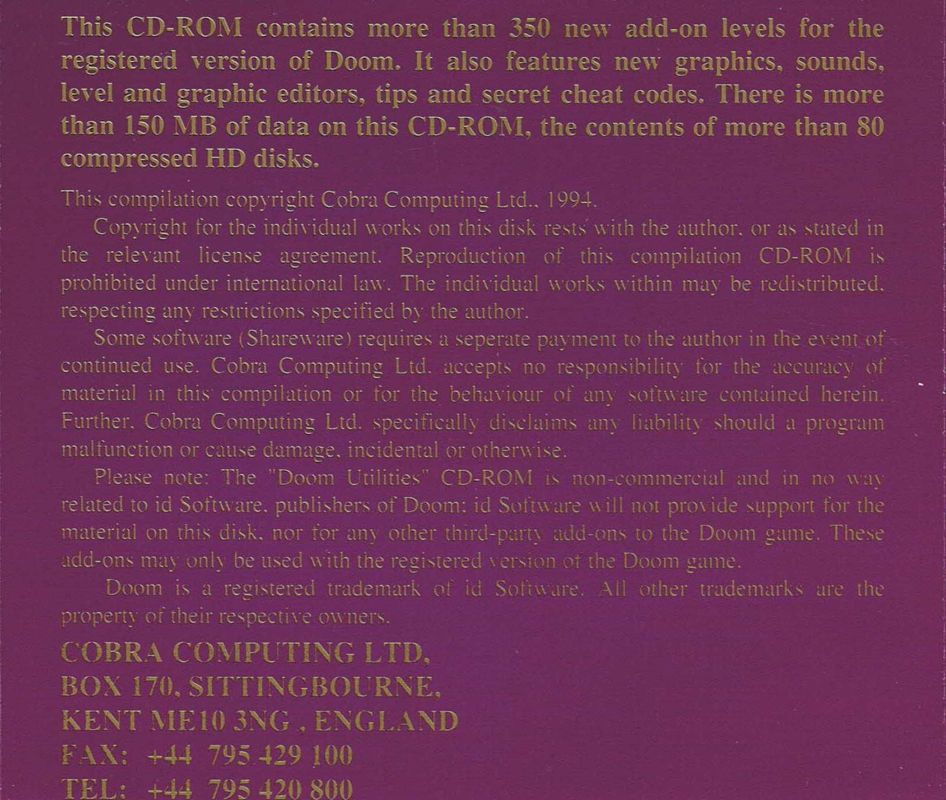 This CD-ROM contains more than 350 new add-on levels for the
registered version of Doom. It also features new graphics, sounds,
level and graphic editors, tips and secret cheat codes. There is more
than 150 MB of data on this CD-ROM, the contents of more than 80
compressed HD disks.
This compilation copyright Cobra Computing Ltd., 1994.
Copyright for the individual works on this disk rests with the author, or as stated in
the relevant license agreement. Reproduction of this compilation CD-ROM is
prohibited under international law. The individual works within may be redistributed,
respecting any restrictions specified by the author.
Some software (Shareware) requires a seperate payment to the author in the event of
continued use. Cobra Computing Ltd. accepts no responsibility for the accuracy of
material in this compilation or for the behaviour of any software contained herein.
Further, Cobra Computing Ltd. specifically disclaims any liability should a program
malfunction or cause damage, incidental or otherwise.
Please note: The "Doom Utilities" CD-ROM is non-commercial and in no way
related to id Software, publishers of Doom; id Software will not provide support for the
material on this disk, nor for any other third-party add-ons to the Doom game. These
add-ons may only be used with the registered version of the Doom game.
Doom is a registered trademark of id Software. All other trademarks are the
property of their respective owners.
COBRA COMPUTING LTD,
BOX 170, SITTINGBOURNE,
KENT ME10 3NG , ENGLAND
FAX: +44 795 429 100
TEL: +44 795 420 800